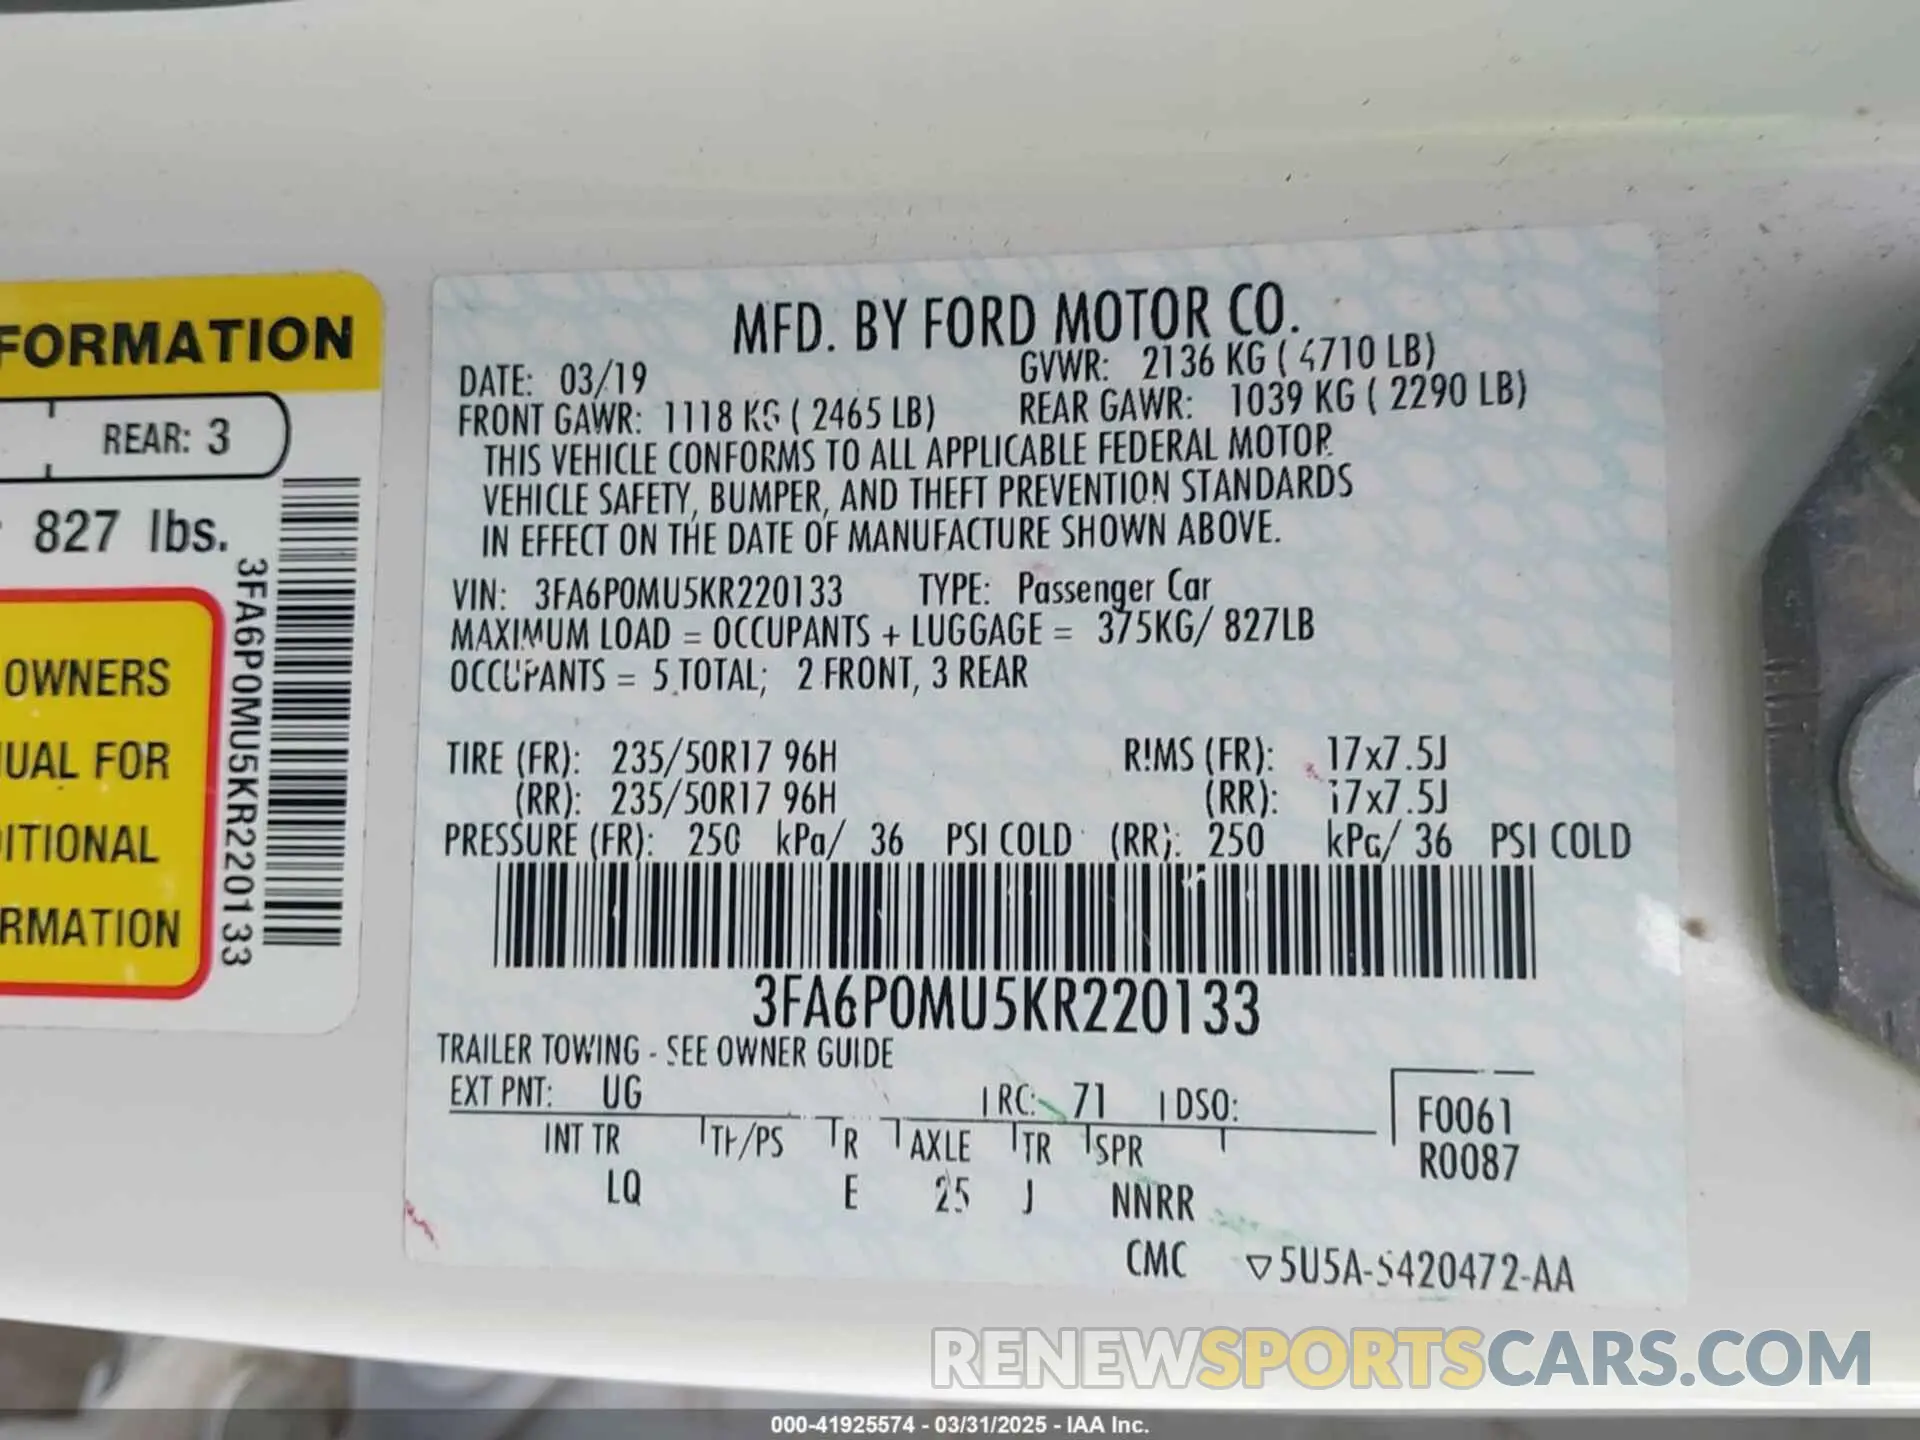 FORMATION
REAR: 3
827 lbs.
3FA6P0MU5KR220133
OWNERS
UAL FOR
ITIONAL
RMATION
MFD. BY FORD MOTOR CO.
DATE: 03/19 GVWR: 2136 KG ( 4710 LB)
FRONT GAWR: 1118 KG ( 2465 LB) REAR GAWR: 1039 KG ( 2290 LB)
THIS VEHICLE CONFORMS TO ALL APPLICABLE FEDERAL MOTOR
VEHICLE SAFETY, BUMPER, AND THEFT PREVENTION STANDARDS
IN EFFECT ON THE DATE OF MANUFACTURE SHOWN ABOVE.
VIN: 3FA6P0MU5KR220133 TYPE: Passenger Car
MAXIMUM LOAD = OCCUPANTS + LUGGAGE = 375KG/ 827LB
OCCUPANTS = 5 TOTAL; 2 FRONT, 3 REAR
TIRE (FR): 235/50R17 96H RIMS (FR): 17x7.5J
(RR): 235/50R17 96H (RR): 17x7.5J
PRESSURE (FR): 250 kPa/ 36 PSI COLD (RR): 250 kPa/ 36 PSI COLD
3FA6P0MU5KR220133
TRAILER TOWING - SEE OWNER GUIDE
EXT PNT: UG RC: 71 DSO:
F0061
R0087
INT TR TP/PS R AXLE TR SPR
LQ E 25 J NNRR
CMC ▽5U5A-S420472-AA
RENEWSPORTSCARS.COM
000-41925574 - 03/31/2025 - IAA Inc.